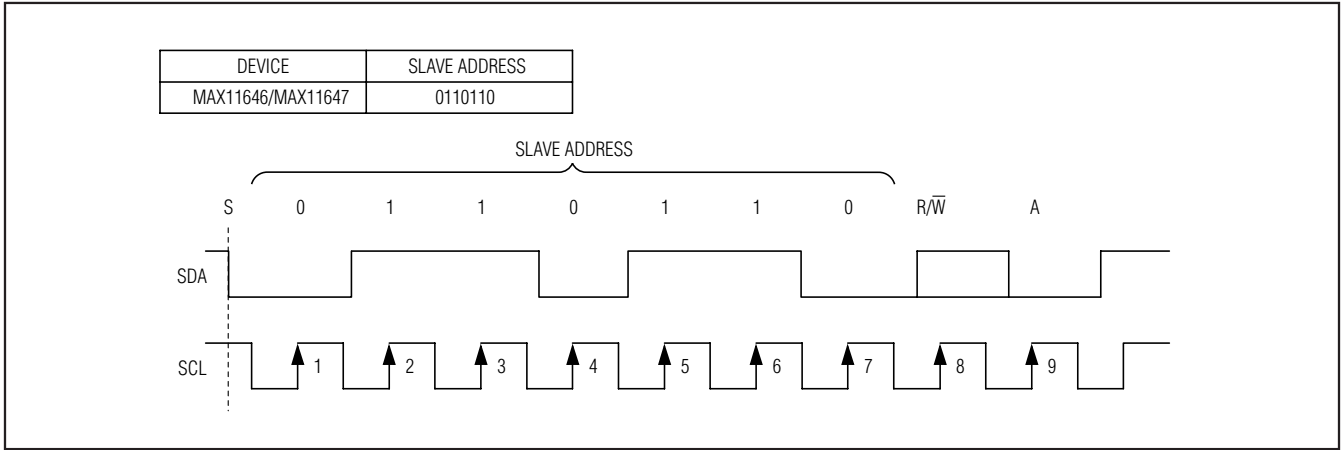 DEVICE SLAVE ADDRESS
MAX11646/MAX11647 0110110
SLAVE ADDRESS
S 0 1 1 0 1 1 0 R/W̅ A
SDA
SCL 1 2 3 4 5 6 7 8 9